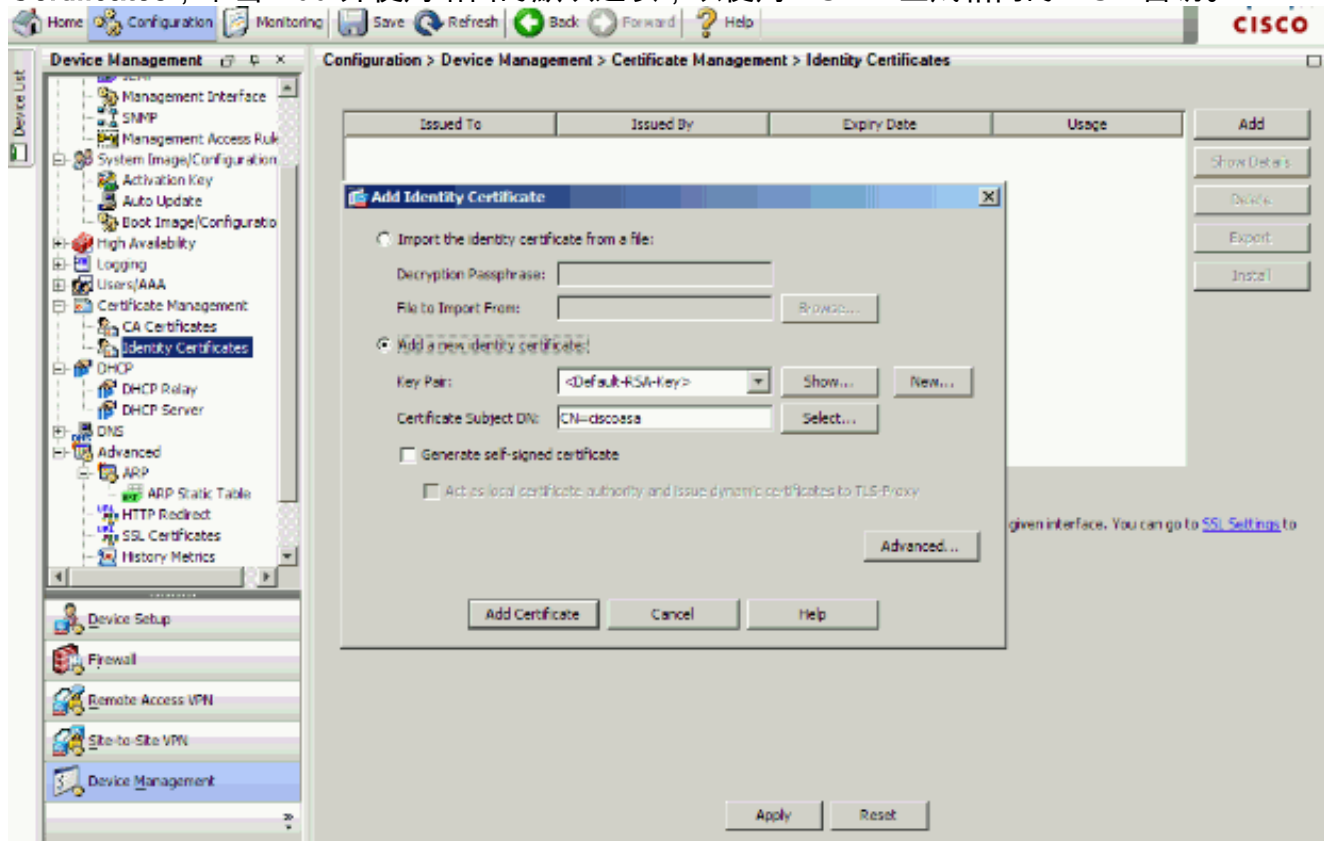 Home Configuration Monitoring Save Refresh Back Forward Help
CISCO
Device List
Device Management
Configuration > Device Management > Certificate Management > Identity Certificates
Management Interface
SNMP
Management Access Rul
System Image/Configuration
Activation Key
Auto Update
Boot Image/Configuratio
High Availability
Logging
Users/AAA
Certificate Management
CA Certificates
Identity Certificates
DHCP
DHCP Relay
DHCP Server
DNS
Advanced
ARP
ARP Static Table
HTTP Redirect
SSL Certificates
History Metrics
Device Setup
Firewall
Remote Access VPN
Site-to-Site VPN
Device Management
Issued To Issued By Expiry Date Usage
Add
Show Details
Delete
Export
Install
Add Identity Certificate
Import the identity certificate from a file:
Decryption Passphrase:
File to Import From: Browse...
Add a new identity certificate:
Key Pair: <Default-RSA-Key> Show... New...
Certificate Subject DN: CN=ciscoasa Select...
Generate self-signed certificate
Act as local certificate authority and issue dynamic certificates to TLS-Proxy
Advanced...
Add Certificate Cancel Help
given interface. You can go to SSL Settings to
Apply Reset